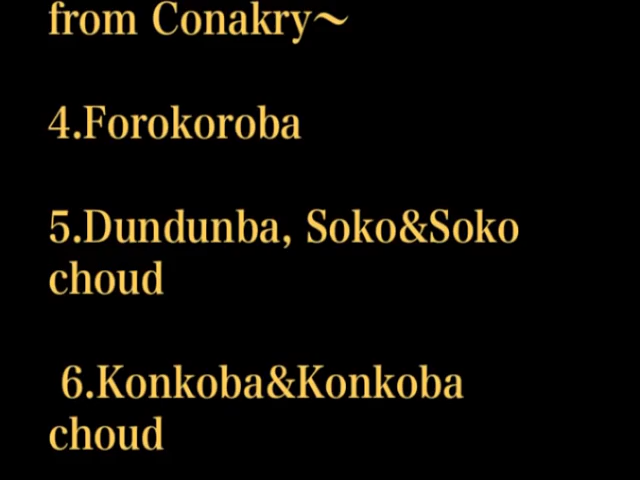 from Conakry〜
4.Forokoroba
5.Dundunba, Soko&Soko
choud
6.Konkoba&Konkoba
choud